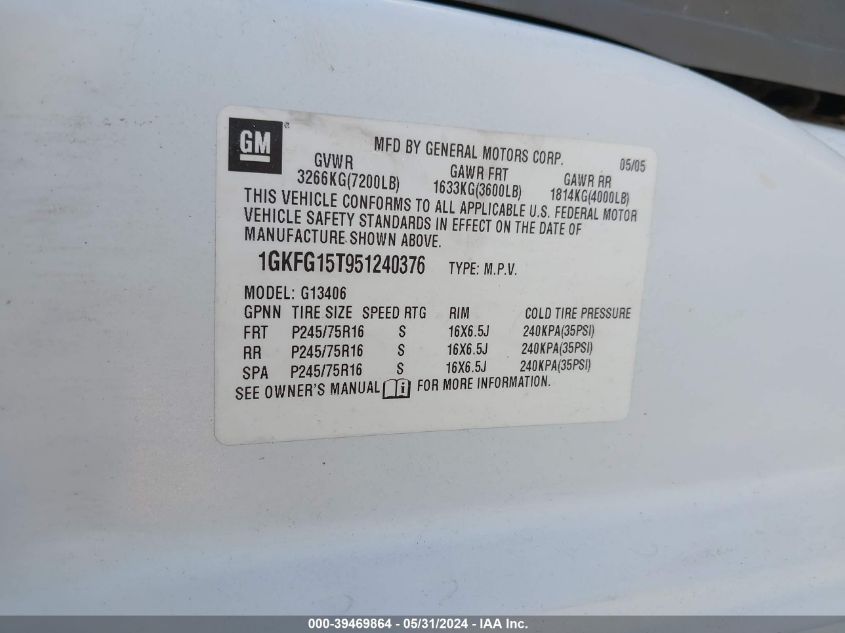 GM®
MFD BY GENERAL MOTORS CORP. 05/05
GVWR GAWR FRT GAWR RR
3266KG(7200LB) 1633KG(3600LB) 1814KG(4000LB)
THIS VEHICLE CONFORMS TO ALL APPLICABLE U.S. FEDERAL MOTOR
VEHICLE SAFETY STANDARDS IN EFFECT ON THE DATE OF
MANUFACTURE SHOWN ABOVE.
1GKFG15T951240376 TYPE: M.P.V.
MODEL: G13406
GPNN TIRE SIZE SPEED RTG RIM COLD TIRE PRESSURE
FRT P245/75R16 S 16X6.5J 240KPA(35PSI)
RR P245/75R16 S 16X6.5J 240KPA(35PSI)
SPA P245/75R16 S 16X6.5J 240KPA(35PSI)
SEE OWNER'S MANUAL FOR MORE INFORMATION.
000-39469864 - 05/31/2024 - IAA Inc.